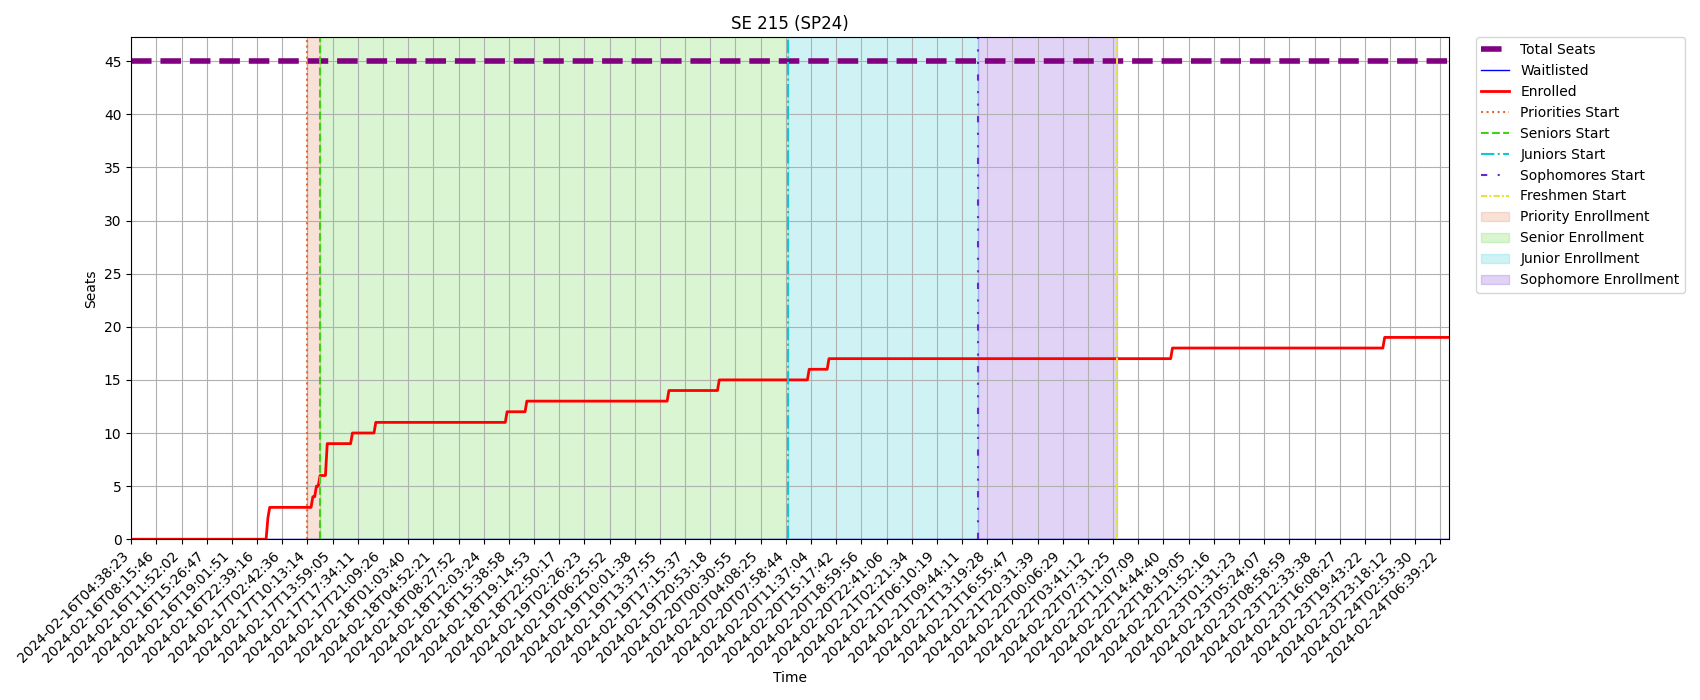 SE 215 (SP24)
Seats
45
40
35
30
25
20
15
10
5
0
2024-02-16T04:38:23
2024-02-16T08:15:46
2024-02-16T11:52:02
2024-02-16T15:26:47
2024-02-16T19:01:51
2024-02-16T22:39:16
2024-02-17T02:42:36
2024-02-17T10:13:14
2024-02-17T13:59:05
2024-02-17T17:34:11
2024-02-17T21:09:26
2024-02-18T01:03:40
2024-02-18T04:52:21
2024-02-18T08:27:52
2024-02-18T12:03:24
2024-02-18T15:38:58
2024-02-18T19:14:53
2024-02-18T22:50:17
2024-02-19T02:26:23
2024-02-19T06:25:52
2024-02-19T10:01:38
2024-02-19T13:37:55
2024-02-19T17:15:37
2024-02-19T20:53:18
2024-02-20T00:30:55
2024-02-20T04:08:25
2024-02-20T07:58:44
2024-02-20T11:37:04
2024-02-20T15:17:42
2024-02-20T18:59:56
2024-02-20T22:41:06
2024-02-21T02:21:34
2024-02-21T06:10:19
2024-02-21T09:44:11
2024-02-21T13:19:28
2024-02-21T16:55:47
2024-02-21T20:31:39
2024-02-22T00:06:29
2024-02-22T03:41:12
2024-02-22T07:31:25
2024-02-22T11:07:09
2024-02-22T14:44:40
2024-02-22T18:19:05
2024-02-22T21:52:16
2024-02-23T01:31:23
2024-02-23T05:24:07
2024-02-23T08:58:59
2024-02-23T12:33:38
2024-02-23T16:08:27
2024-02-23T19:43:22
2024-02-23T23:18:12
2024-02-24T02:53:30
2024-02-24T06:39:22
Time
Total Seats
Waitlisted
Enrolled
Priorities Start
Seniors Start
Juniors Start
Sophomores Start
Freshmen Start
Priority Enrollment
Senior Enrollment
Junior Enrollment
Sophomore Enrollment